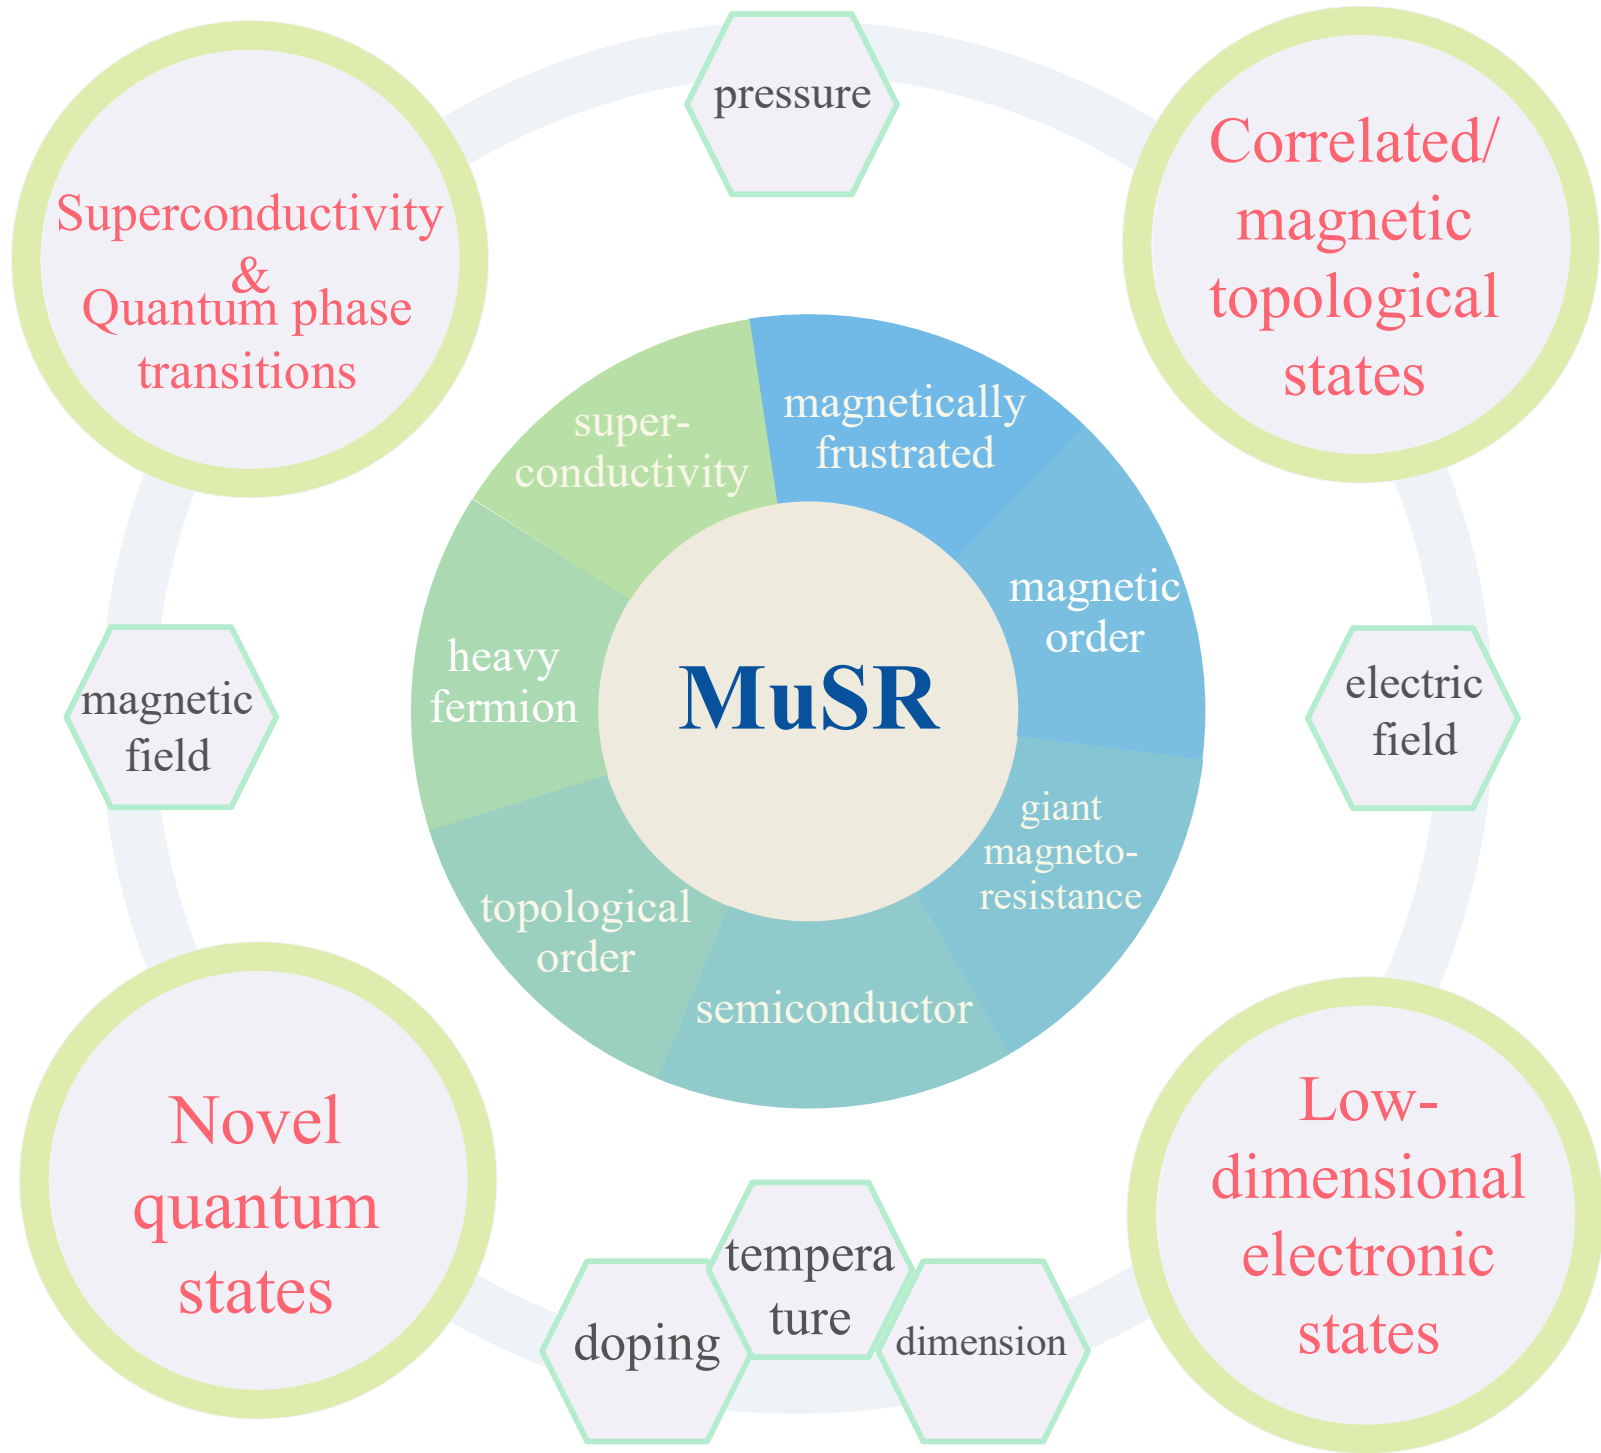 pressure
Superconductivity
&
Quantum phase
transitions
Correlated/
magnetic
topological
states
super-
conductivity
magnetically
frustrated
magnetic
order
heavy
fermion
MuSR
magnetic
field
electric
field
giant
magneto-
resistance
topological
order
semiconductor
Novel
quantum
states
Low-
dimensional
electronic
states
tempera
ture
doping
dimension